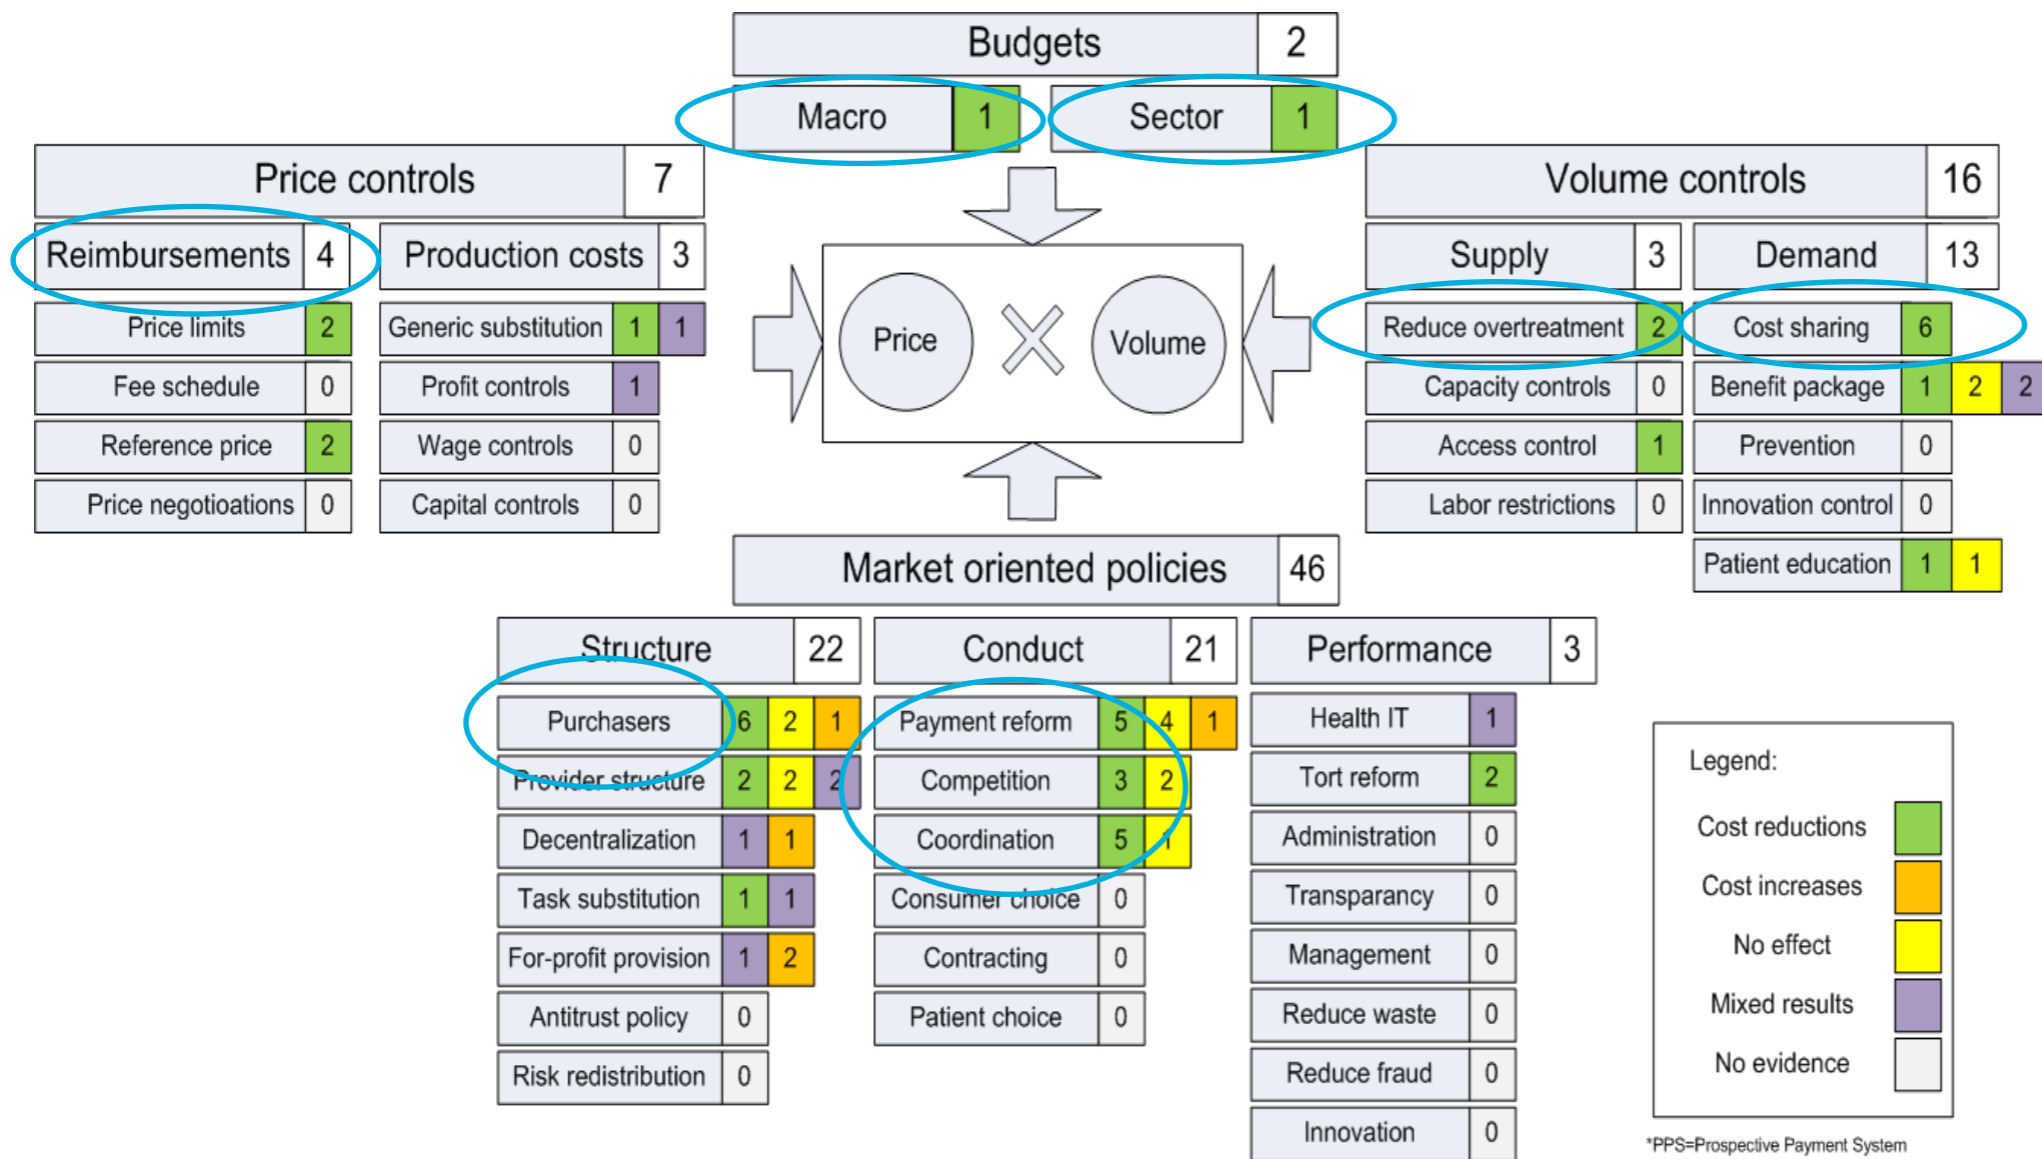 Budgets 2
Macro 1 Sector 1
Price controls 7
Reimbursements 4
Price limits 2
Fee schedule 0
Reference price 2
Price negotioations 0
Production costs 3
Generic substitution 1 1
Profit controls 1
Wage controls 0
Capital controls 0
Price Volume
Volume controls 16
Supply 3
Reduce overtreatment 2
Capacity controls 0
Access control 1
Labor restrictions 0
Demand 13
Cost sharing 6
Benefit package 1 2 2
Prevention 0
Innovation control 0
Patient education 1 1
Market oriented policies 46
Structure 22
Purchasers 6 2 1
Provider structure 2 2 2
Decentralization 1 1
Task substitution 1 1
For-profit provision 1 2
Antitrust policy 0
Risk redistribution 0
Conduct 21
Payment reform 5 4 1
Competition 3 2
Coordination 5 1
Consumer choice 0
Contracting 0
Patient choice 0
Performance 3
Health IT 1
Tort reform 2
Administration 0
Transparancy 0
Management 0
Reduce waste 0
Reduce fraud 0
Innovation 0
Legend:
Cost reductions
Cost increases
No effect
Mixed results
No evidence
*PPS=Prospective Payment System